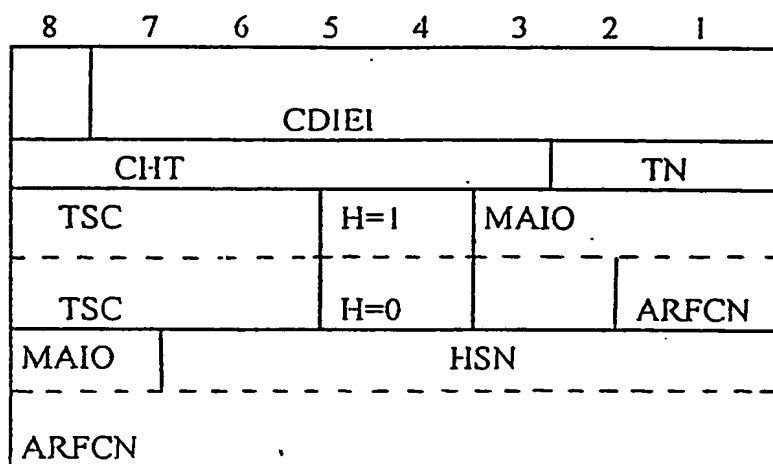 8 7 6 5 4 3 2 1
CDIEI
CHT TN
TSC H=1 MAIO
TSC H=0 ARFCN
MAIO HSN
ARFCN